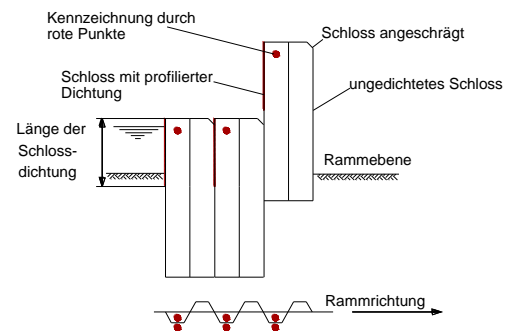 Kennzeichnung durch
rote Punkte
Schloss angeschrägt
Schloss mit profilierter
Dichtung
ungedichtetes Schloss
Länge der
Schloss-
dichtung
Rammebene
Rammrichtung